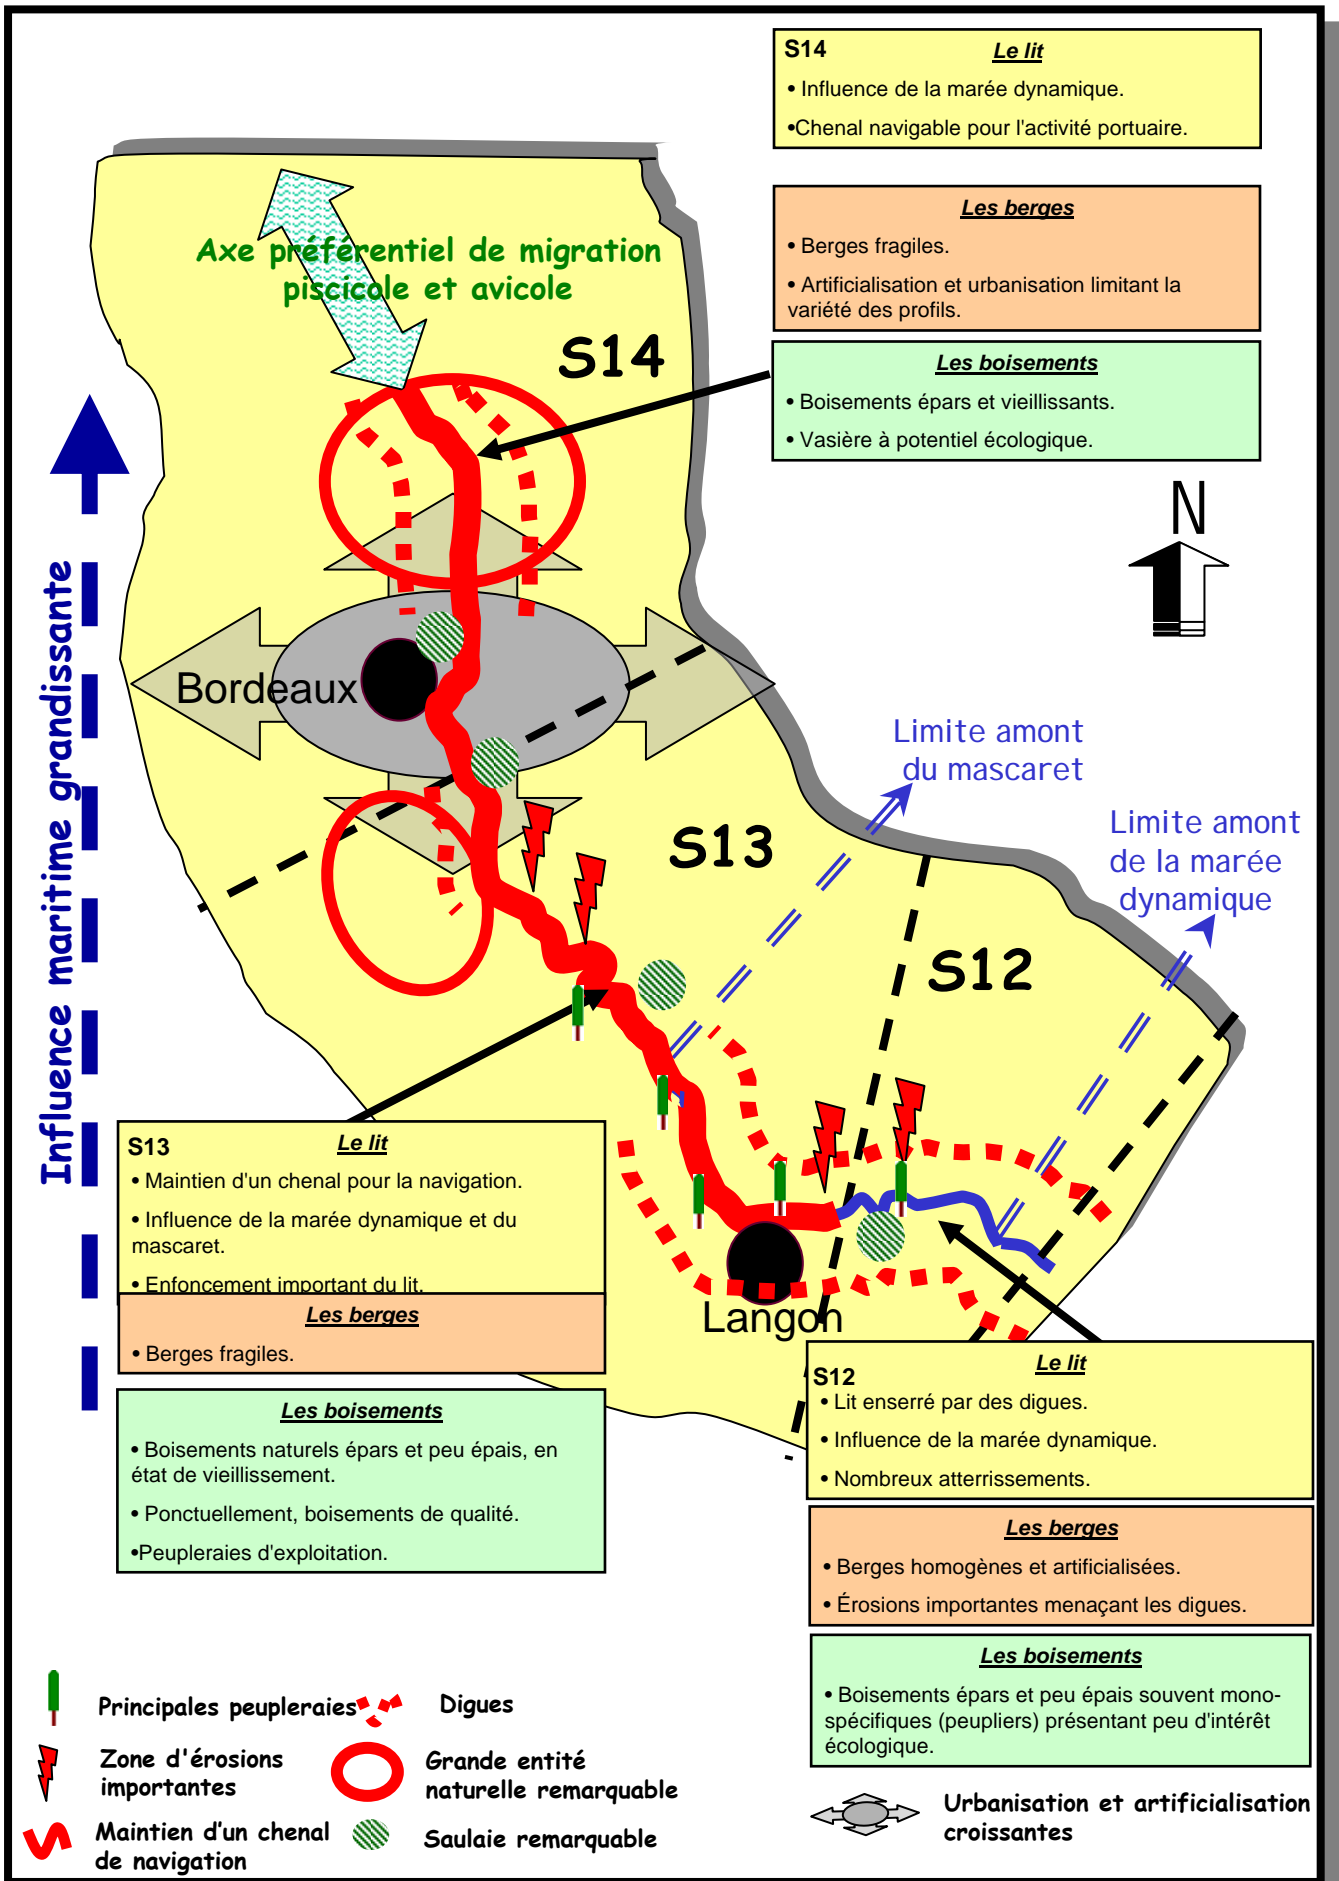 S14 Le lit
• Influence de la marée dynamique.
•Chenal navigable pour l'activité portuaire.
Les berges
• Berges fragiles.
• Artificialisation et urbanisation limitant la
variété des profils.
Les boisements
• Boisements épars et vieillissants.
• Vasière à potentiel écologique.
Axe préférentiel de migration
piscicole et avicole
S14
N
Influence maritime grandissante
Bordeaux
Limite amont
du mascaret
S13
Limite amont
de la marée
dynamique
S12
Langon
S13 Le lit
• Maintien d'un chenal pour la navigation.
• Influence de la marée dynamique et du
mascaret.
• Enfoncement important du lit.
Les berges
• Berges fragiles.
Les boisements
• Boisements naturels épars et peu épais, en
état de vieillissement.
• Ponctuellement, boisements de qualité.
•Peupleraies d'exploitation.
S12 Le lit
• Lit enserré par des digues.
• Influence de la marée dynamique.
• Nombreux atterrissements.
Les berges
• Berges homogènes et artificialisées.
• Érosions importantes menaçant les digues.
Les boisements
• Boisements épars et peu épais souvent mono-
spécifiques (peupliers) présentant peu d'intérêt
écologique.
Principales peupleraies
Digues
Zone d'érosions
importantes
Grande entité
naturelle remarquable
Maintien d'un chenal
de navigation
Saulaie remarquable
Urbanisation et artificialisation
croissantes